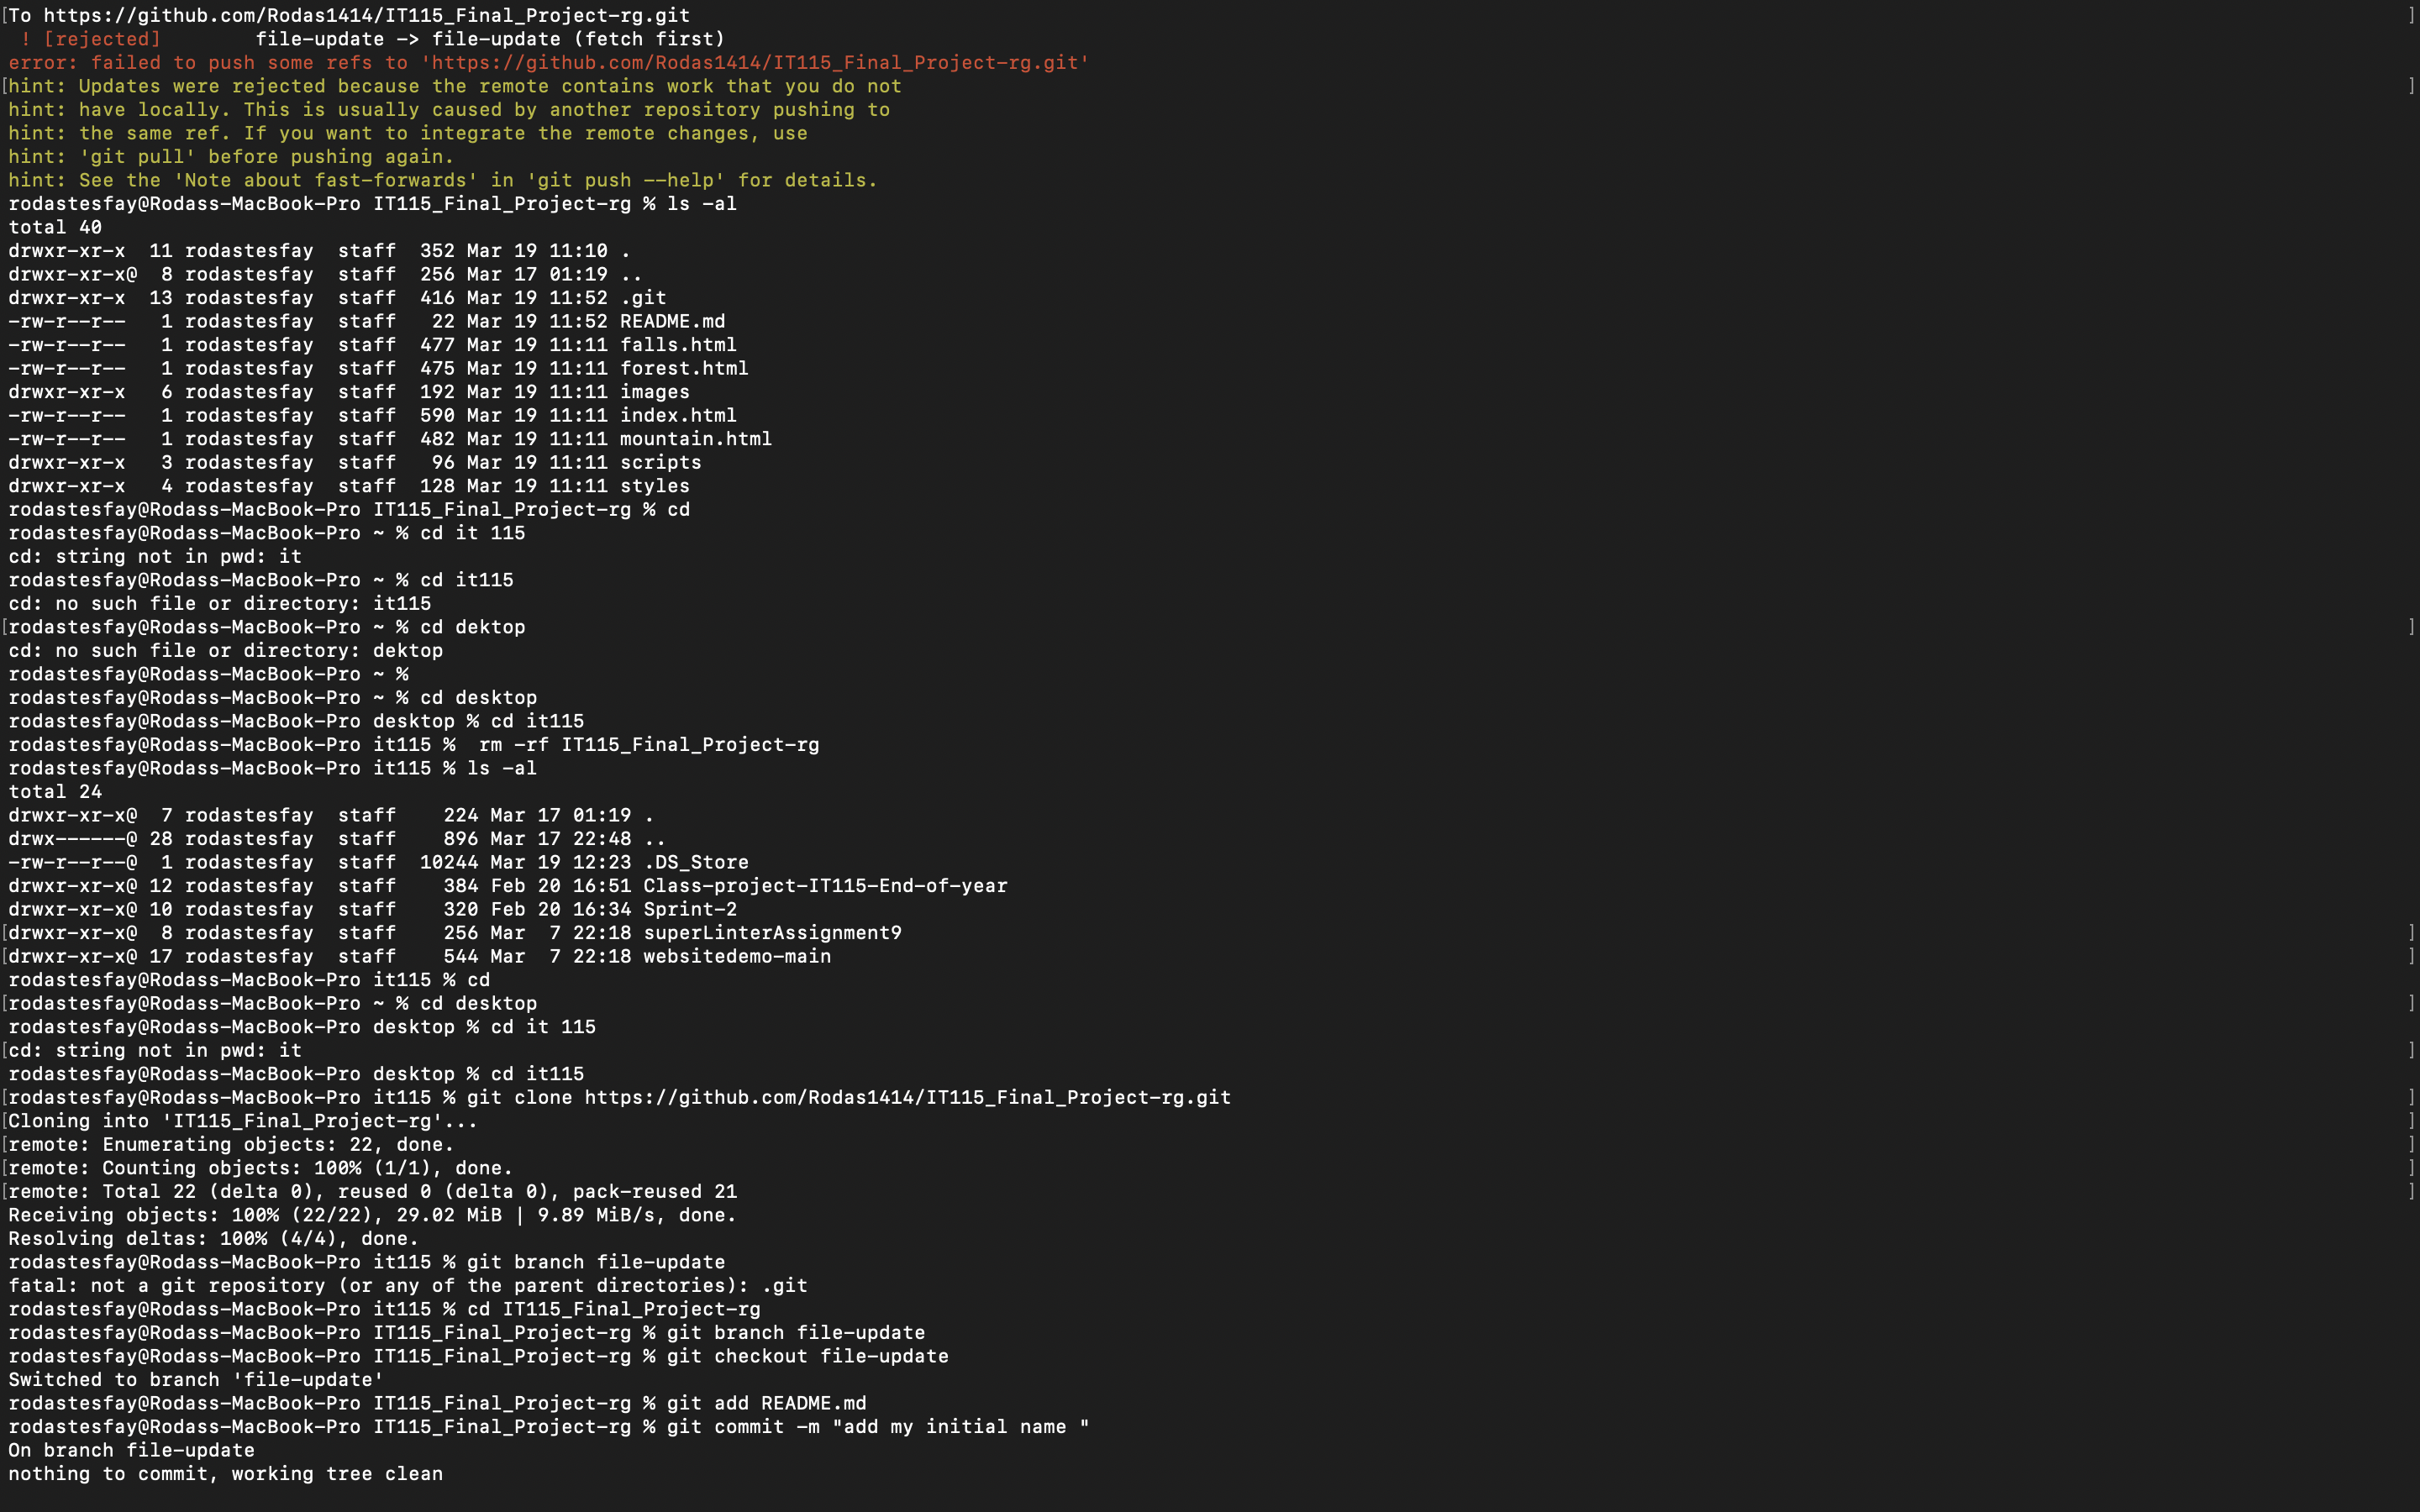 [To https://github.com/Rodas1414/IT115_Final_Project-rg.git ]
! [rejected]        file-update -> file-update (fetch first)
error: failed to push some refs to 'https://github.com/Rodas1414/IT115_Final_Project-rg.git'
[hint: Updates were rejected because the remote contains work that you do not ]
hint: have locally. This is usually caused by another repository pushing to
hint: the same ref. If you want to integrate the remote changes, use
hint: 'git pull' before pushing again.
hint: See the 'Note about fast-forwards' in 'git push --help' for details.
rodastesfay@Rodass-MacBook-Pro IT115_Final_Project-rg % ls -al
total 40
drwxr-xr-x  11 rodastesfay  staff  352 Mar 19 11:10 .
drwxr-xr-x@  8 rodastesfay  staff  256 Mar 17 01:19 ..
drwxr-xr-x  13 rodastesfay  staff  416 Mar 19 11:52 .git
-rw-r--r--   1 rodastesfay  staff   22 Mar 19 11:52 README.md
-rw-r--r--   1 rodastesfay  staff  477 Mar 19 11:11 falls.html
-rw-r--r--   1 rodastesfay  staff  475 Mar 19 11:11 forest.html
drwxr-xr-x   6 rodastesfay  staff  192 Mar 19 11:11 images
-rw-r--r--   1 rodastesfay  staff  590 Mar 19 11:11 index.html
-rw-r--r--   1 rodastesfay  staff  482 Mar 19 11:11 mountain.html
drwxr-xr-x   3 rodastesfay  staff   96 Mar 19 11:11 scripts
drwxr-xr-x   4 rodastesfay  staff  128 Mar 19 11:11 styles
rodastesfay@Rodass-MacBook-Pro IT115_Final_Project-rg % cd
rodastesfay@Rodass-MacBook-Pro ~ % cd it 115
cd: string not in pwd: it
rodastesfay@Rodass-MacBook-Pro ~ % cd it115
cd: no such file or directory: it115
[rodastesfay@Rodass-MacBook-Pro ~ % cd dektop ]
cd: no such file or directory: dektop
rodastesfay@Rodass-MacBook-Pro ~ %
rodastesfay@Rodass-MacBook-Pro ~ % cd desktop
rodastesfay@Rodass-MacBook-Pro desktop % cd it115
rodastesfay@Rodass-MacBook-Pro it115 %  rm -rf IT115_Final_Project-rg
rodastesfay@Rodass-MacBook-Pro it115 % ls -al
total 24
drwxr-xr-x@  7 rodastesfay  staff    224 Mar 17 01:19 .
drwx------@ 28 rodastesfay  staff    896 Mar 17 22:48 ..
-rw-r--r--@  1 rodastesfay  staff  10244 Mar 19 12:23 .DS_Store
drwxr-xr-x@ 12 rodastesfay  staff    384 Feb 20 16:51 Class-project-IT115-End-of-year
drwxr-xr-x@ 10 rodastesfay  staff    320 Feb 20 16:34 Sprint-2
[drwxr-xr-x@  8 rodastesfay  staff    256 Mar  7 22:18 superLinterAssignment9 ]
[drwxr-xr-x@ 17 rodastesfay  staff    544 Mar  7 22:18 websitedemo-main ]
rodastesfay@Rodass-MacBook-Pro it115 % cd
[rodastesfay@Rodass-MacBook-Pro ~ % cd desktop ]
rodastesfay@Rodass-MacBook-Pro desktop % cd it 115
[cd: string not in pwd: it ]
rodastesfay@Rodass-MacBook-Pro desktop % cd it115
[rodastesfay@Rodass-MacBook-Pro it115 % git clone https://github.com/Rodas1414/IT115_Final_Project-rg.git ]
[Cloning into 'IT115_Final_Project-rg'... ]
[remote: Enumerating objects: 22, done. ]
[remote: Counting objects: 100% (1/1), done. ]
[remote: Total 22 (delta 0), reused 0 (delta 0), pack-reused 21 ]
Receiving objects: 100% (22/22), 29.02 MiB | 9.89 MiB/s, done.
Resolving deltas: 100% (4/4), done.
rodastesfay@Rodass-MacBook-Pro it115 % git branch file-update
fatal: not a git repository (or any of the parent directories): .git
rodastesfay@Rodass-MacBook-Pro it115 % cd IT115_Final_Project-rg
rodastesfay@Rodass-MacBook-Pro IT115_Final_Project-rg % git branch file-update
rodastesfay@Rodass-MacBook-Pro IT115_Final_Project-rg % git checkout file-update
Switched to branch 'file-update'
rodastesfay@Rodass-MacBook-Pro IT115_Final_Project-rg % git add README.md
rodastesfay@Rodass-MacBook-Pro IT115_Final_Project-rg % git commit -m "add my initial name "
On branch file-update
nothing to commit, working tree clean